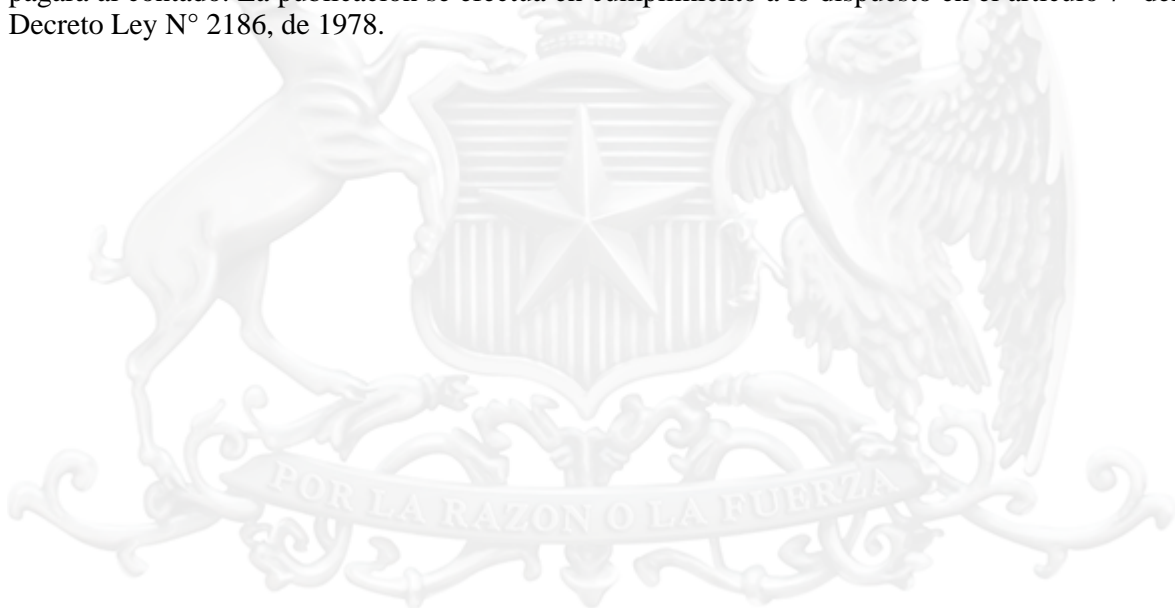 pagará al contado. La publicación se efectúa en cumplimiento a lo dispuesto en el artículo 7° del
Decreto Ley N° 2186, de 1978.
POR LA RAZON O LA FUERZA